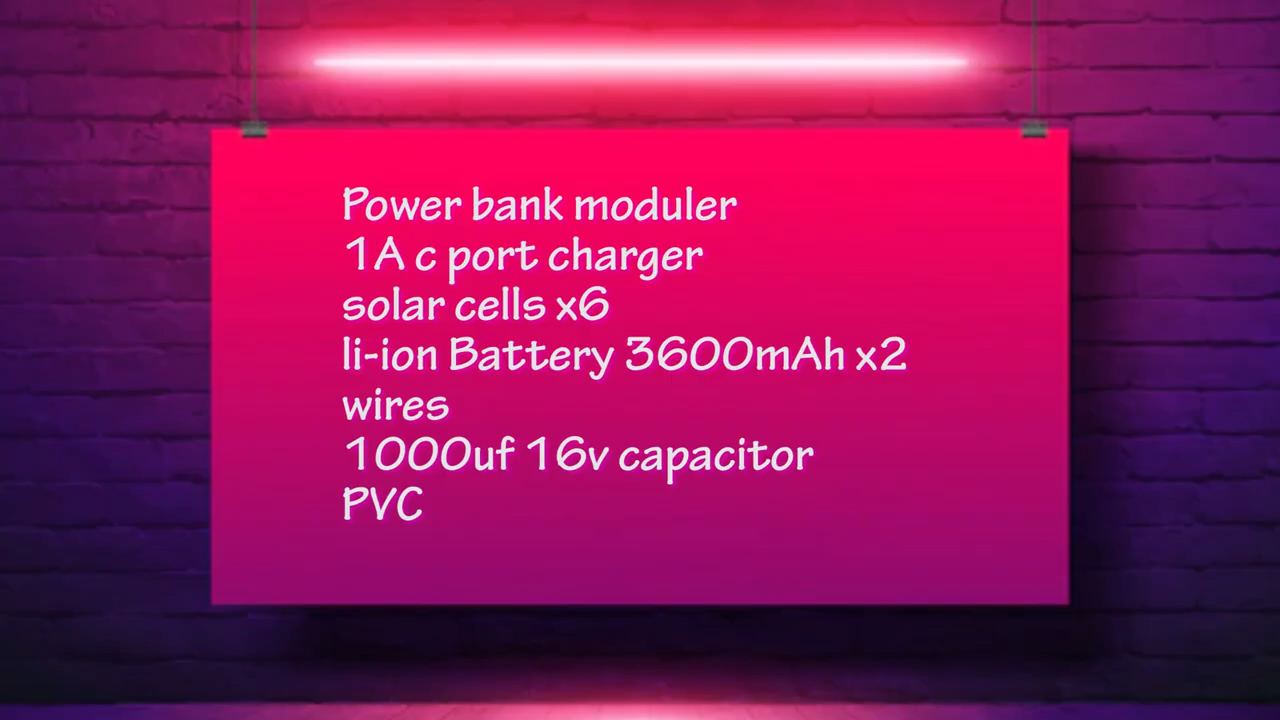 Power bank moduler
1A c port charger
solar cells x6
li-ion Battery 3600mAh x2
wires
1000uf 16v capacitor
PVC